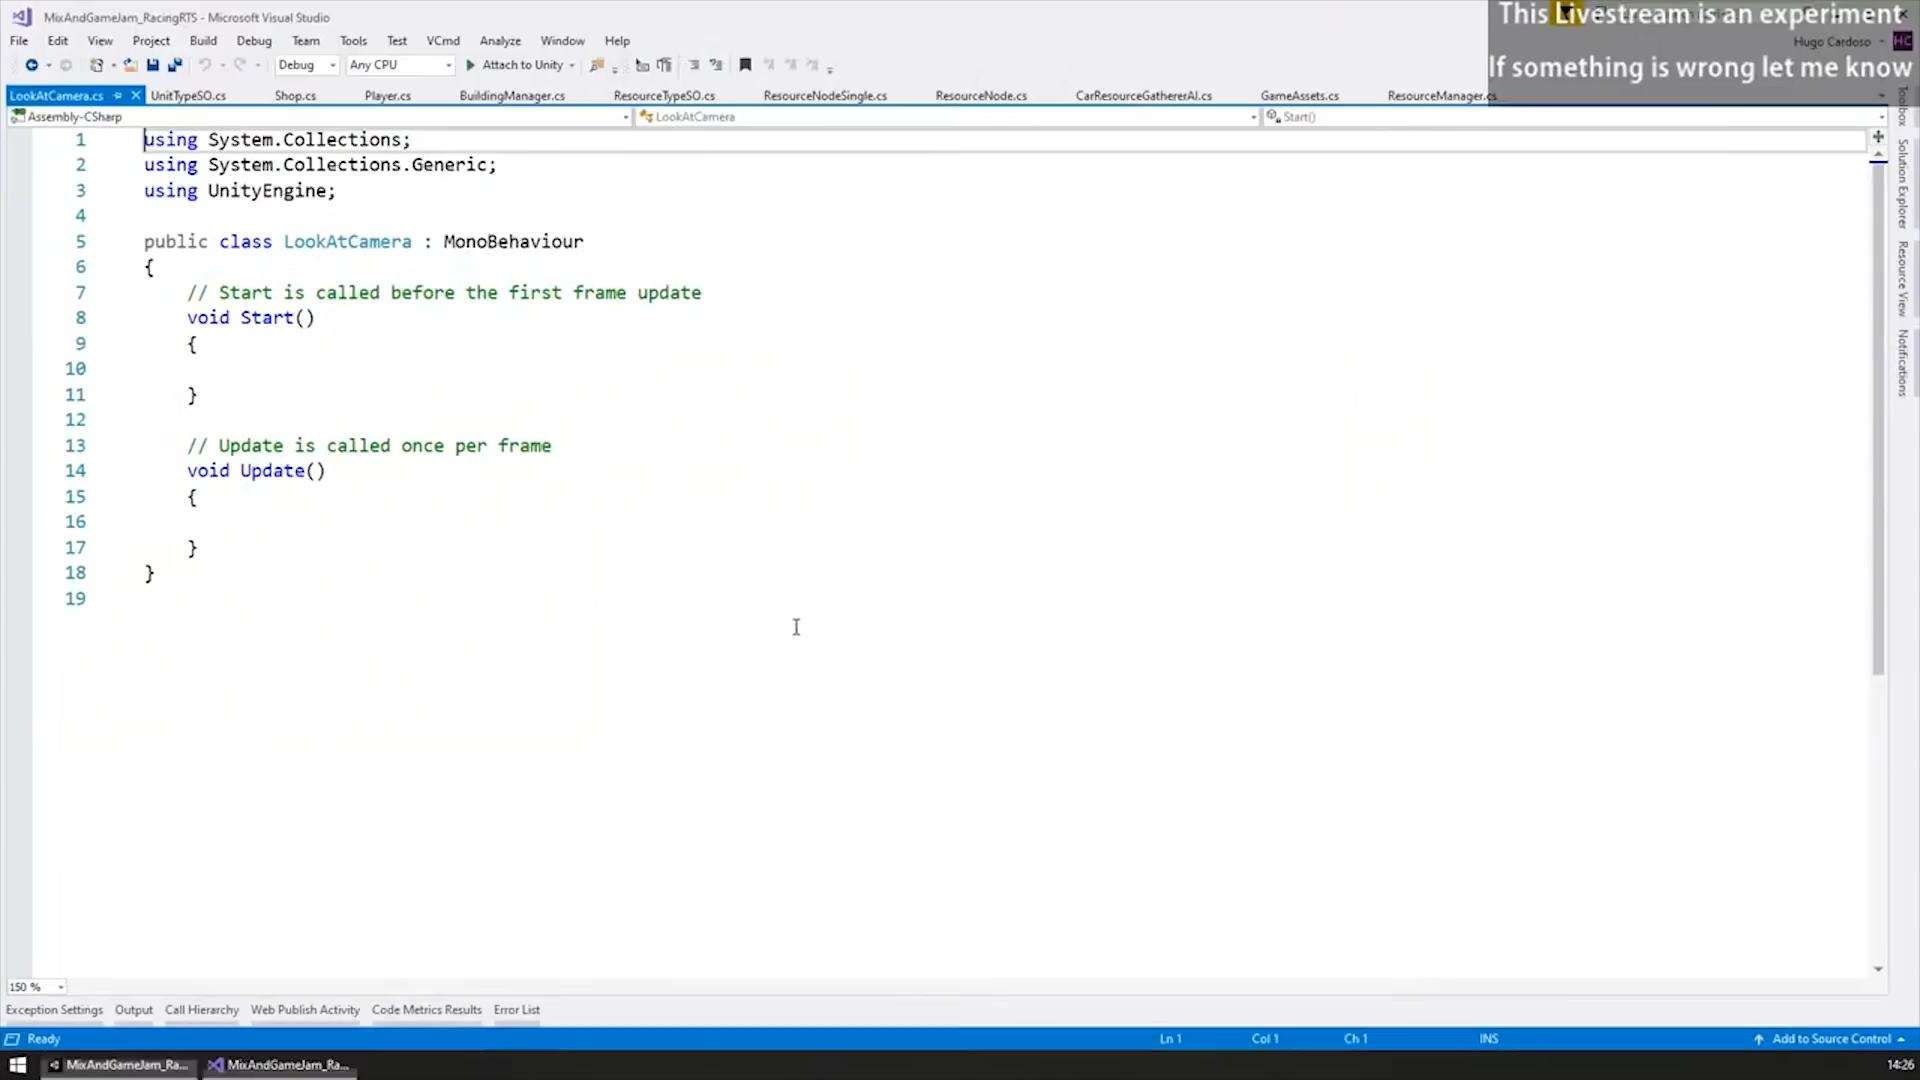 MixAndGameJam_RacingRTS - Microsoft Visual Studio
This Livestream is an experiment
File Edit View Project Build Debug Team Tools Test VCmd Analyze Window Help
Hugo Cardoso HC
If something is wrong let me know
Debug Any CPU Attach to Unity
LookAtCamera.cs UnitTypeSO.cs Shop.cs Player.cs BuildingManager.cs ResourceTypeSO.cs ResourceNodeSingle.cs ResourceNode.cs CarResourceGathererAI.cs GameAssets.cs ResourceManager.cs
Assembly-CSharp LookAtCamera Start()
1 using System.Collections;
2 using System.Collections.Generic;
3 using UnityEngine;
4
5 public class LookAtCamera : MonoBehaviour
6 {
7 // Start is called before the first frame update
8 void Start()
9 {
10
11 }
12
13 // Update is called once per frame
14 void Update()
15 {
16
17 }
18 }
19
Toolbox
Solution Explorer
Resource View
Notifications
150 %
Exception Settings Output Call Hierarchy Web Publish Activity Code Metrics Results Error List
Ready Ln 1 Col 1 Ch 1 INS Add to Source Control
MixAndGameJam_Ra... MixAndGameJam_Ra... 14:26